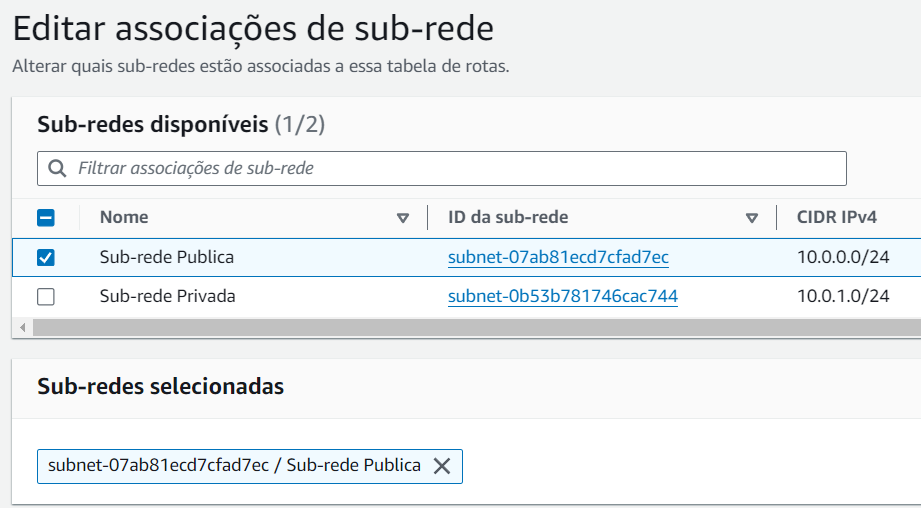 Editar associações de sub-rede
Alterar quais sub-redes estão associadas a essa tabela de rotas.
Sub-redes disponíveis (1/2)
Filtrar associações de sub-rede
Nome ID da sub-rede CIDR IPv4
Sub-rede Publica subnet-07ab81ecd7cfad7ec 10.0.0.0/24
Sub-rede Privada subnet-0b53b781746cac744 10.0.1.0/24
Sub-redes selecionadas
subnet-07ab81ecd7cfad7ec / Sub-rede Publica